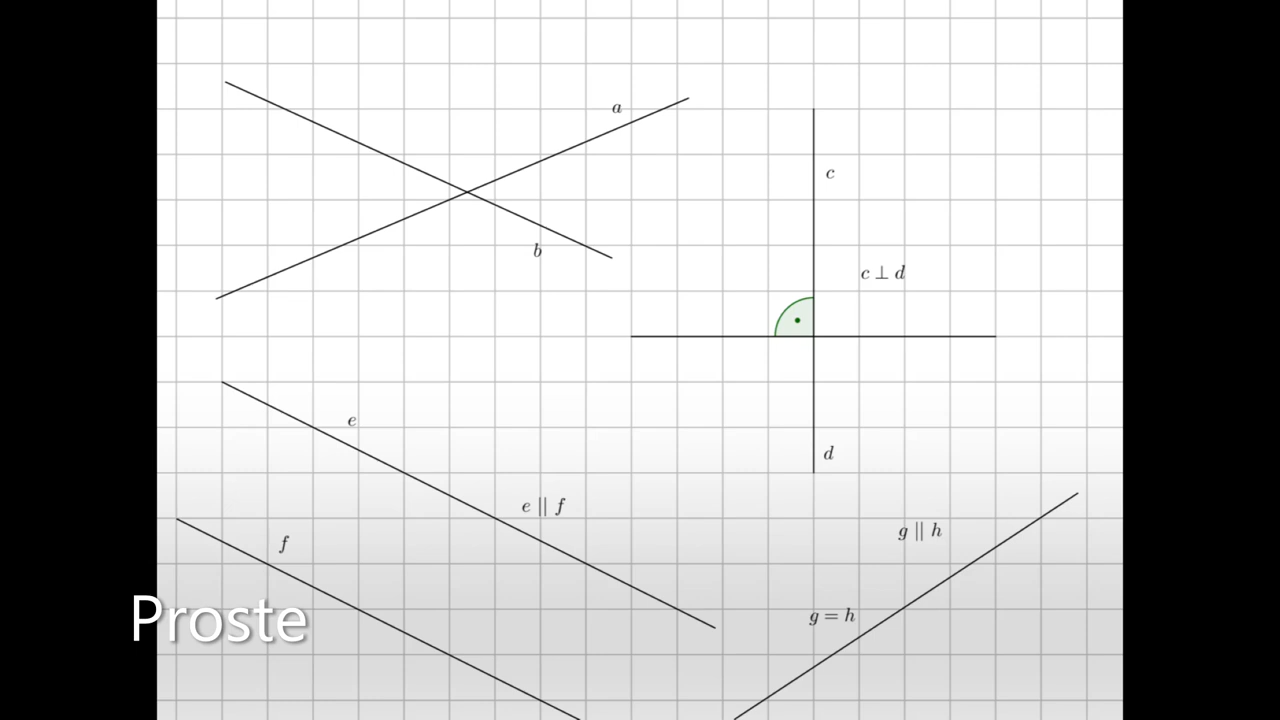 a
c
b
c ⊥ d
e
d
e || f
g || h
f
Proste
g = h